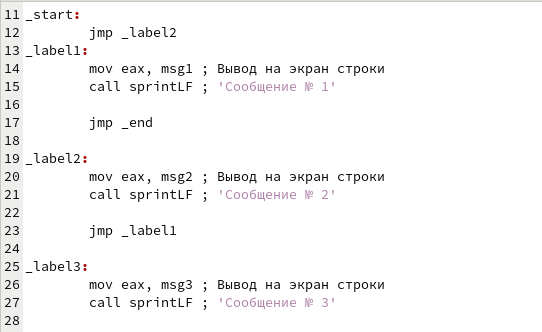 11 _start:
12         jmp _label2
13 _label1:
14         mov eax, msg1 ; Вывод на экран строки
15         call sprintLF ; 'Сообщение № 1'
16
17         jmp _end
18
19 _label2:
20         mov eax, msg2 ; Вывод на экран строки
21         call sprintLF ; 'Сообщение № 2'
22
23         jmp _label1
24
25 _label3:
26         mov eax, msg3 ; Вывод на экран строки
27         call sprintLF ; 'Сообщение № 3'
28